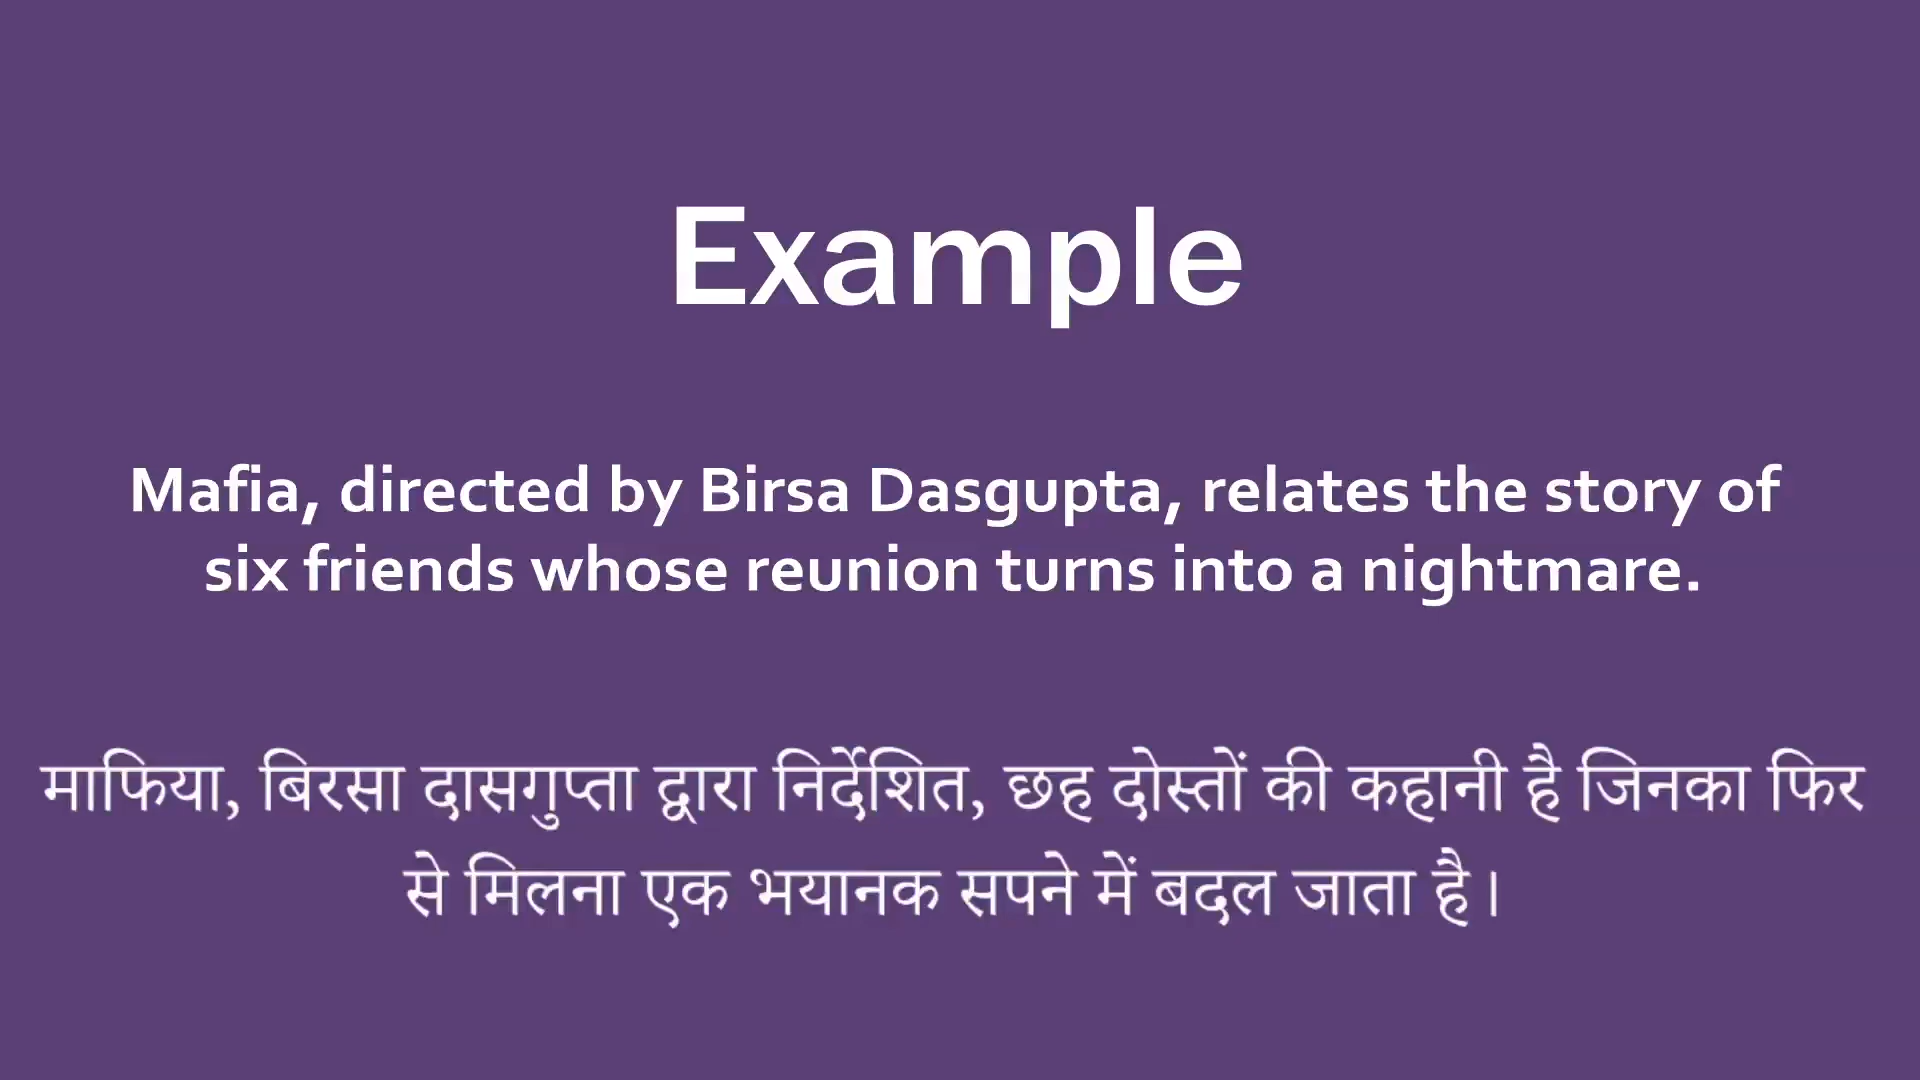 Example
Mafia, directed by Birsa Dasgupta, relates the story of
six friends whose reunion turns into a nightmare.
माफिया, बिरसा दासगुप्ता द्वारा निर्देशित, छह दोस्तों की कहानी है जिनका फिर
से मिलना एक भयानक सपने में बदल जाता है।